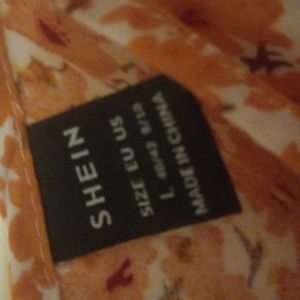 SHEIN
SIZE EU US
L 40/42 8/10
MADE IN CHINA